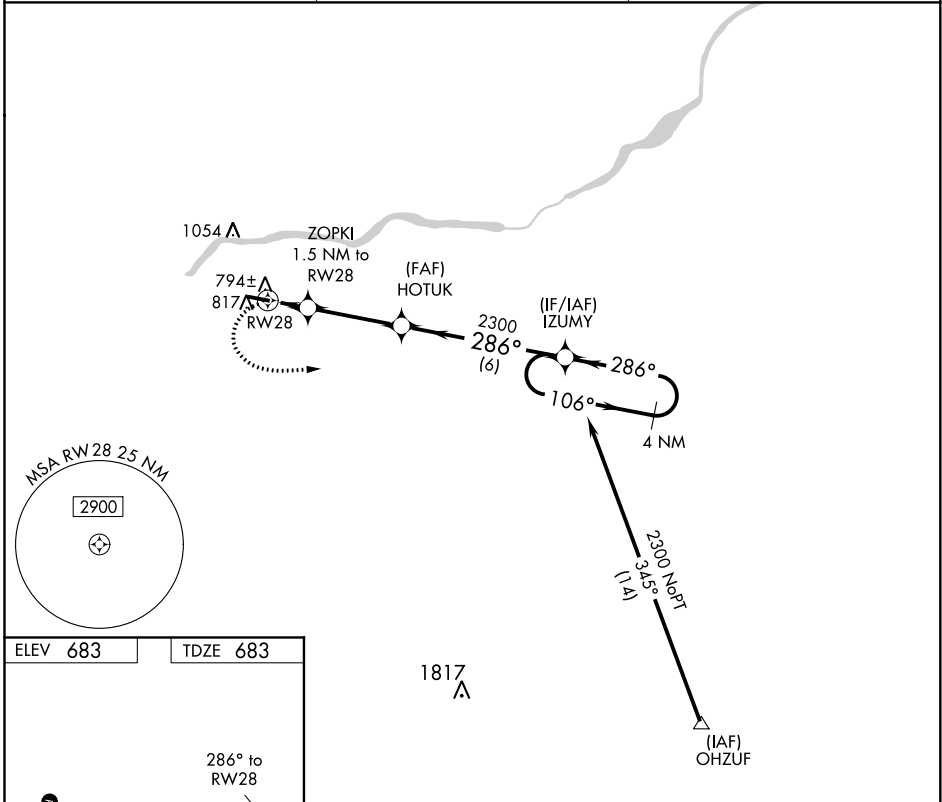 1054
ZOPKI
1.5 NM to
RW28
(FAF)
HOTUK
794±
817
RW28
(IF/IAF)
IZUMY
2300
286°
(6)
286°
106°
4 NM
MSA RW 28 25 NM
2900
2300 NoPT
345°
(14)
ELEV 683
TDZE 683
1817
(IAF)
OHZUF
286° to
RW28